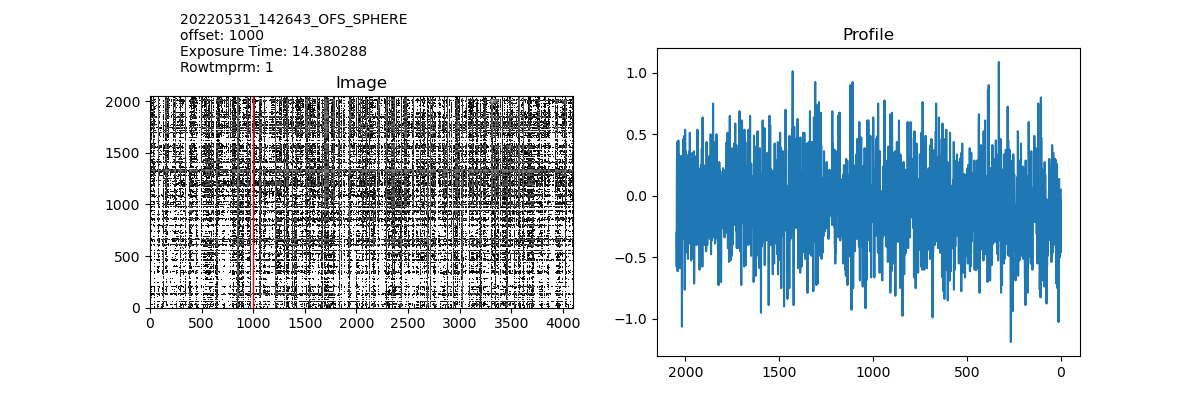 20220531_142643_OFS_SPHERE
offset: 1000
Exposure Time: 14.380288
Rowtmprm: 1
Image
2000
1500
1000
500
0
0 500 1000 1500 2000 2500 3000 3500 4000
Profile
1.0
0.5
0.0
−0.5
−1.0
2000 1500 1000 500 0